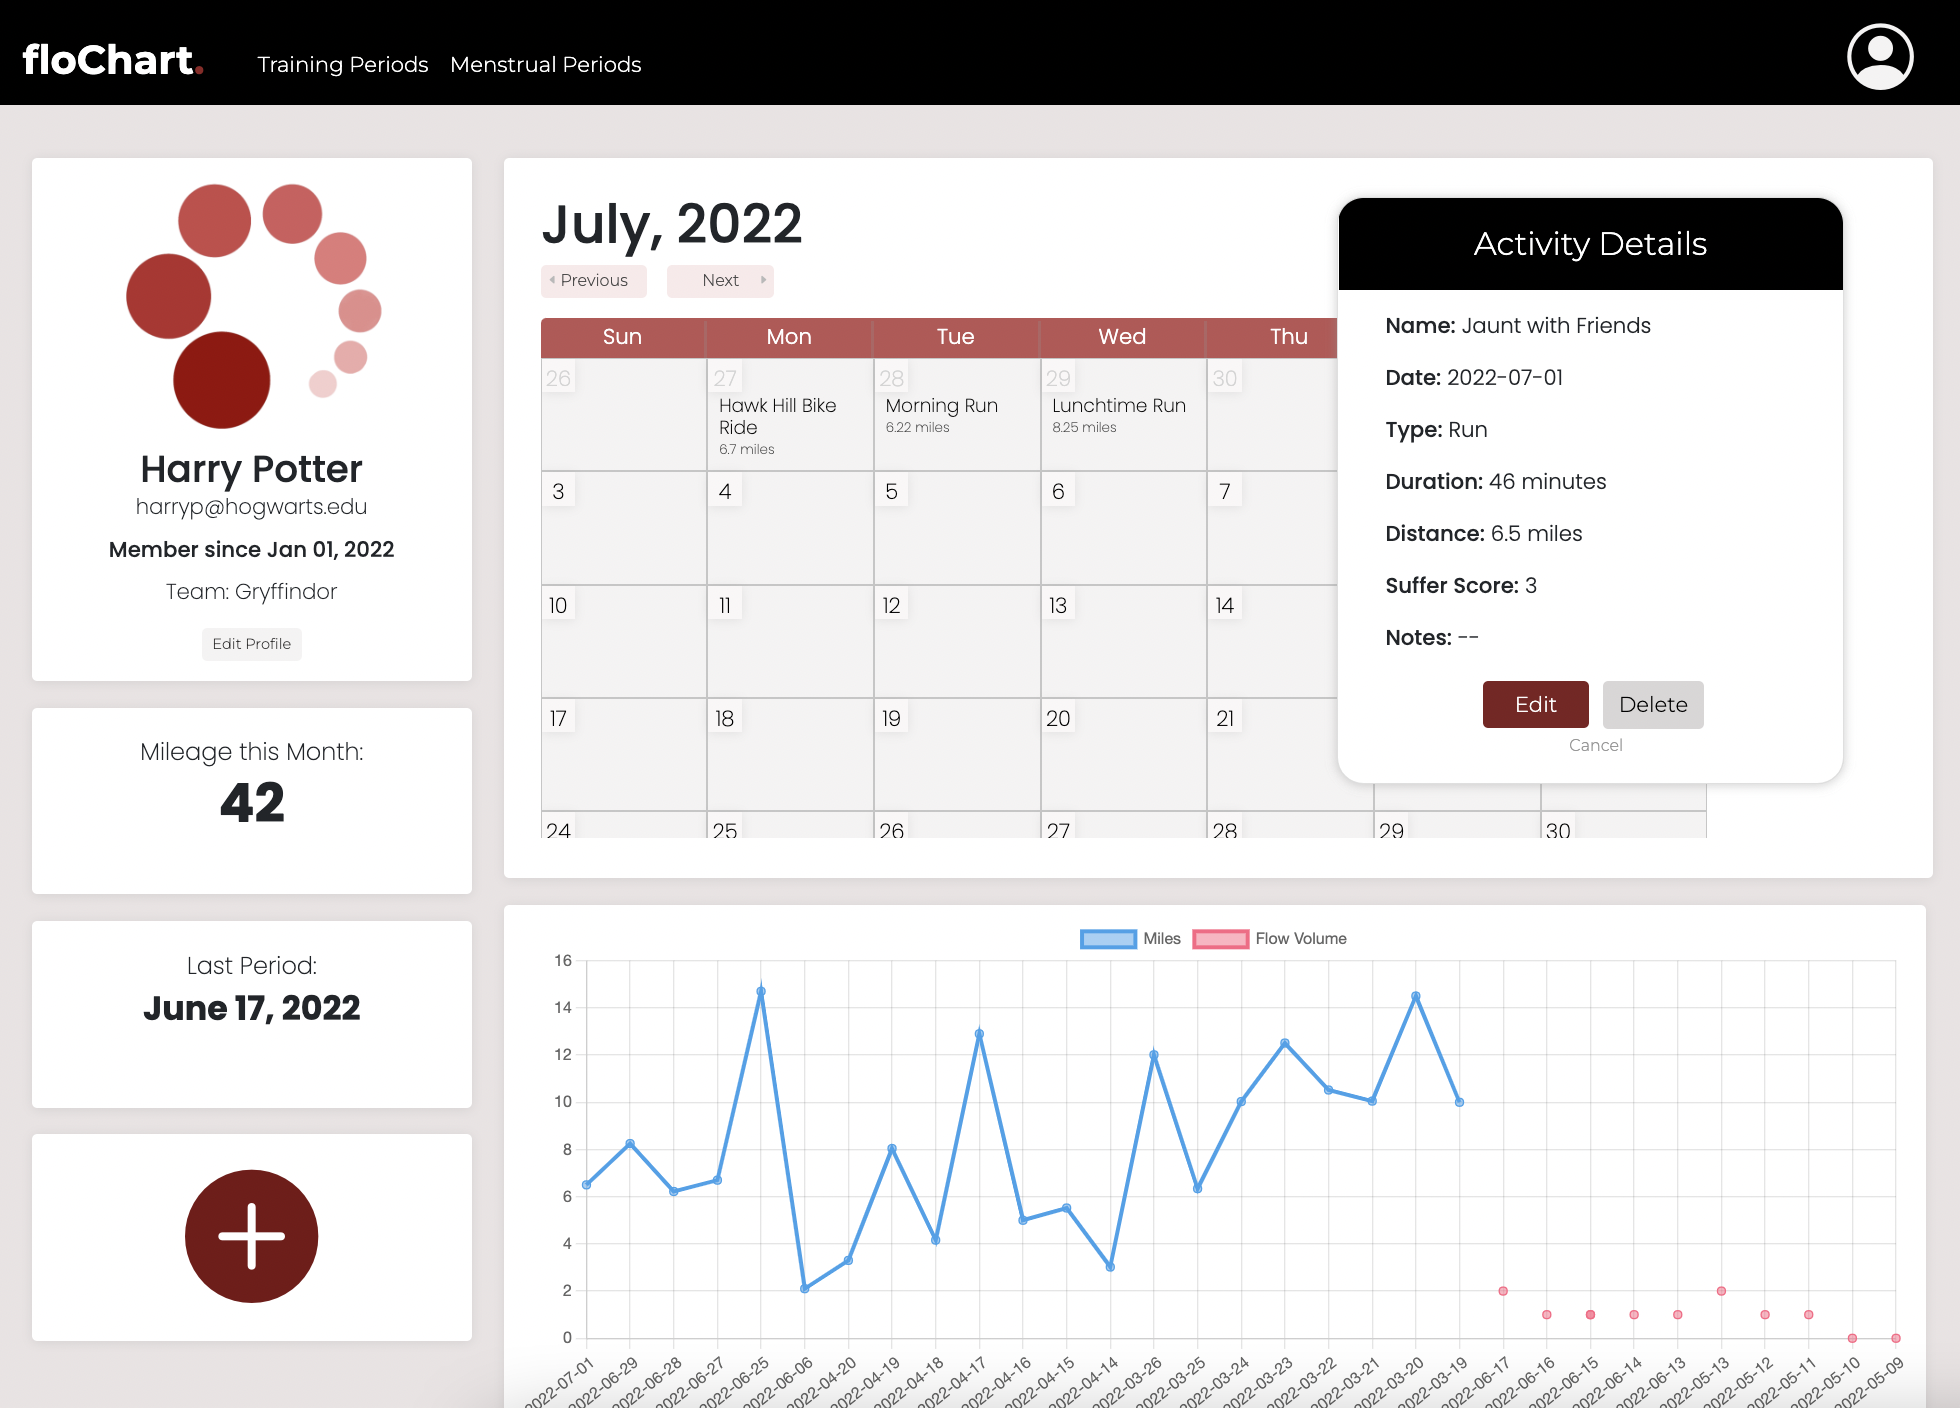 floChart.
Training Periods
Menstrual Periods
Harry Potter
harryp@hogwarts.edu
Member since Jan 01, 2022
Team: Gryffindor
Edit Profile
Mileage this Month:
42
Last Period:
June 17, 2022
July, 2022
Previous
Next
Sun Mon Tue Wed Thu
26 27 28 29 30
Hawk Hill Bike Ride
6.7 miles
Morning Run
6.22 miles
Lunchtime Run
8.25 miles
3 4 5 6 7
10 11 12 13 14
17 18 19 20 21
24 25 26 27 28 29 30
Activity Details
Name: Jaunt with Friends
Date: 2022-07-01
Type: Run
Duration: 46 minutes
Distance: 6.5 miles
Suffer Score: 3
Notes: --
Edit
Delete
Cancel
Miles
Flow Volume
16
14
12
10
8
6
4
2
0
2022-07-01
2022-06-29
2022-06-28
2022-06-27
2022-06-25
2022-06-06
2022-04-20
2022-04-19
2022-04-18
2022-04-17
2022-04-16
2022-04-15
2022-04-14
2022-03-26
2022-03-25
2022-03-24
2022-03-23
2022-03-22
2022-03-21
2022-03-20
2022-03-19
2022-06-17
2022-06-16
2022-06-15
2022-06-14
2022-06-13
2022-05-13
2022-05-12
2022-05-11
2022-05-10
2022-05-09